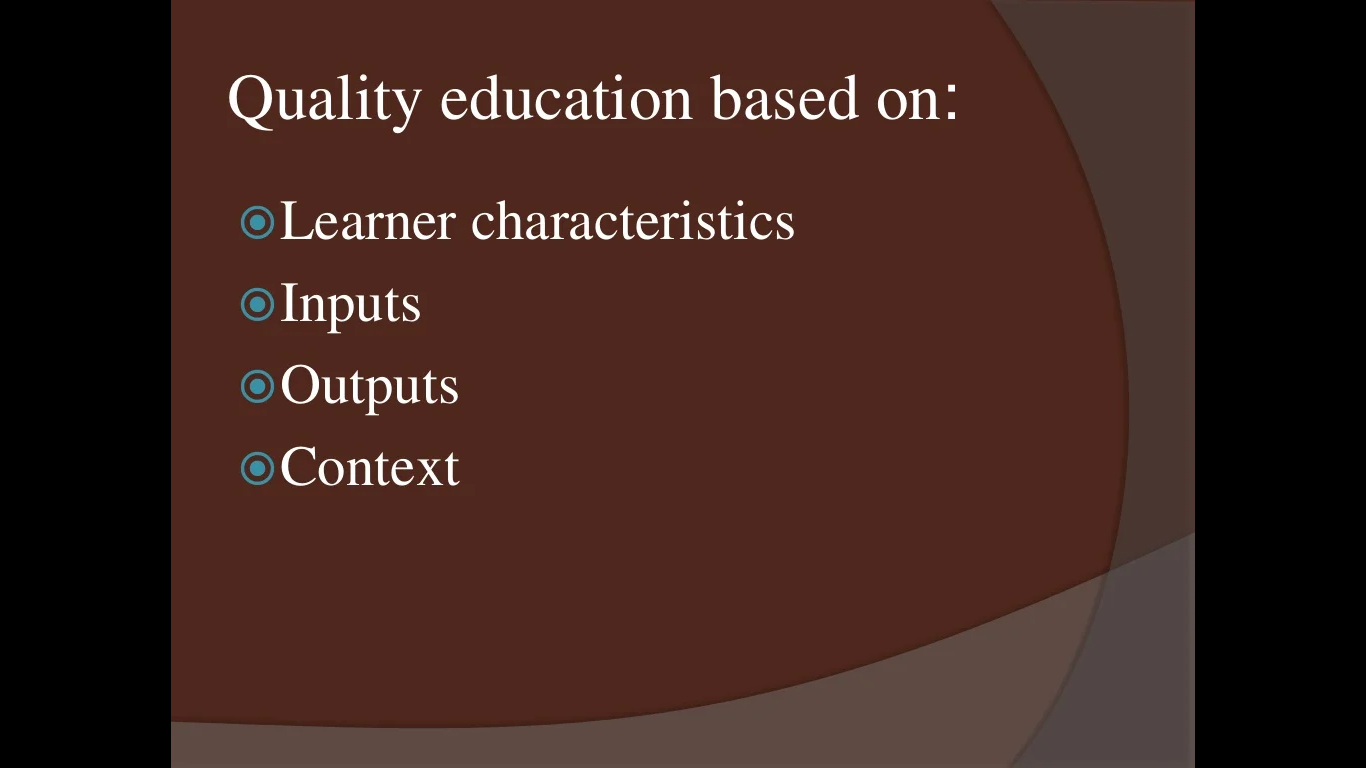 Quality education based on:
Learner characteristics
Inputs
Outputs
Context